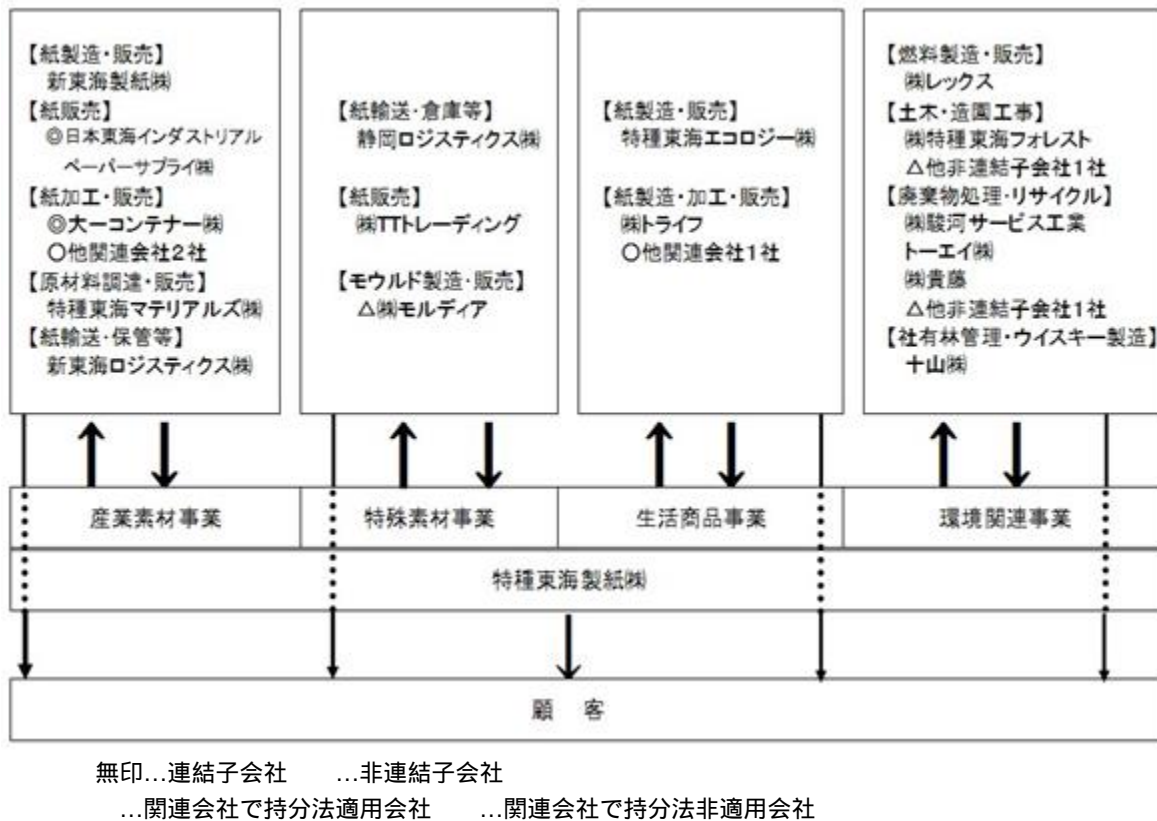 【紙製造・販売】
新東海製紙㈱
【紙販売】
◎日本東海インダストリアル
ペーパーサプライ㈱
【紙加工・販売】
◎大一コンテナー㈱
○他関連会社2社
【原材料調達・販売】
特種東海マテリアルズ㈱
【紙輸送・保管等】
新東海ロジスティクス㈱
【紙輸送・倉庫等】
静岡ロジスティクス㈱
【紙販売】
㈱TTトレーディング
【モウルド製造・販売】
△㈱モルディア
【紙製造・販売】
特種東海エコロジー㈱
【紙製造・加工・販売】
㈱トライフ
○他関連会社1社
【燃料製造・販売】
㈱レックス
【土木・造園工事】
㈱特種東海フォレスト
△他非連結子会社1社
【廃棄物処理・リサイクル】
㈱駿河サービス工業
トーエイ㈱
㈱貴藤
△他非連結子会社1社
【社有林管理・ウイスキー製造】
十山㈱
産業素材事業
特殊素材事業
生活商品事業
環境関連事業
特種東海製紙㈱
顧 客
無印…連結子会社 …非連結子会社
…関連会社で持分法適用会社 …関連会社で持分法非適用会社